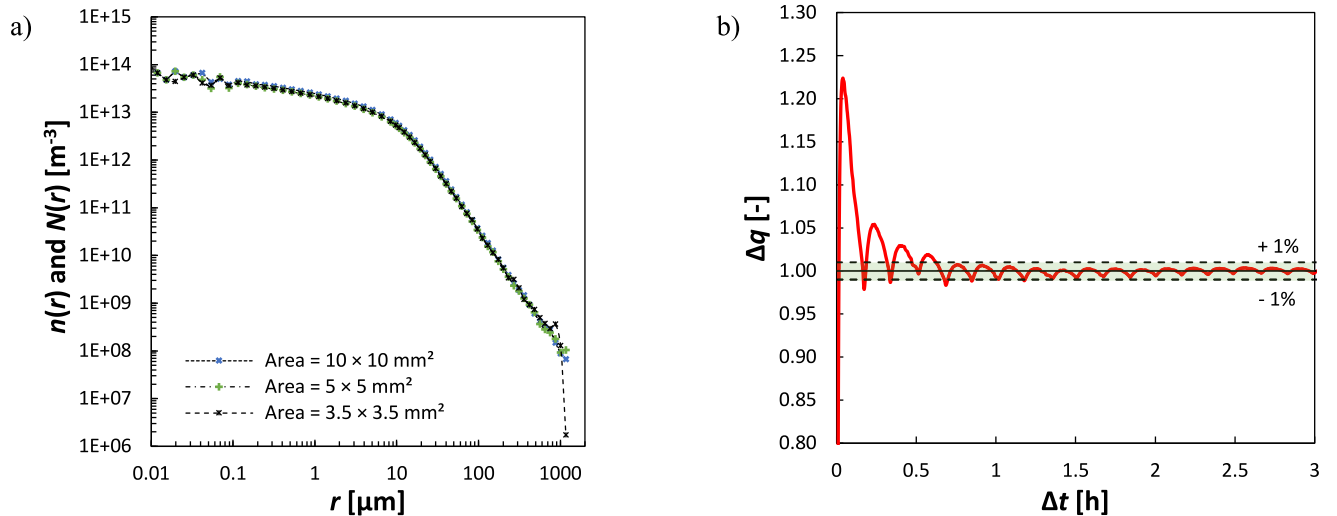 a)
1E+15
1E+14
1E+13
1E+12
1E+11
1E+10
1E+09
1E+08
1E+07
1E+06
n(r) and N(r) [m⁻³]
Area = 10 × 10 mm²
Area = 5 × 5 mm²
Area = 3.5 × 3.5 mm²
0.01 0.1 1 10 100 1000
r [μm]
b)
1.30
1.25
1.20
1.15
1.10
1.05
1.00
0.95
0.90
0.85
0.80
Δq [-]
+ 1%
- 1%
0 0.5 1 1.5 2 2.5 3
Δt [h]